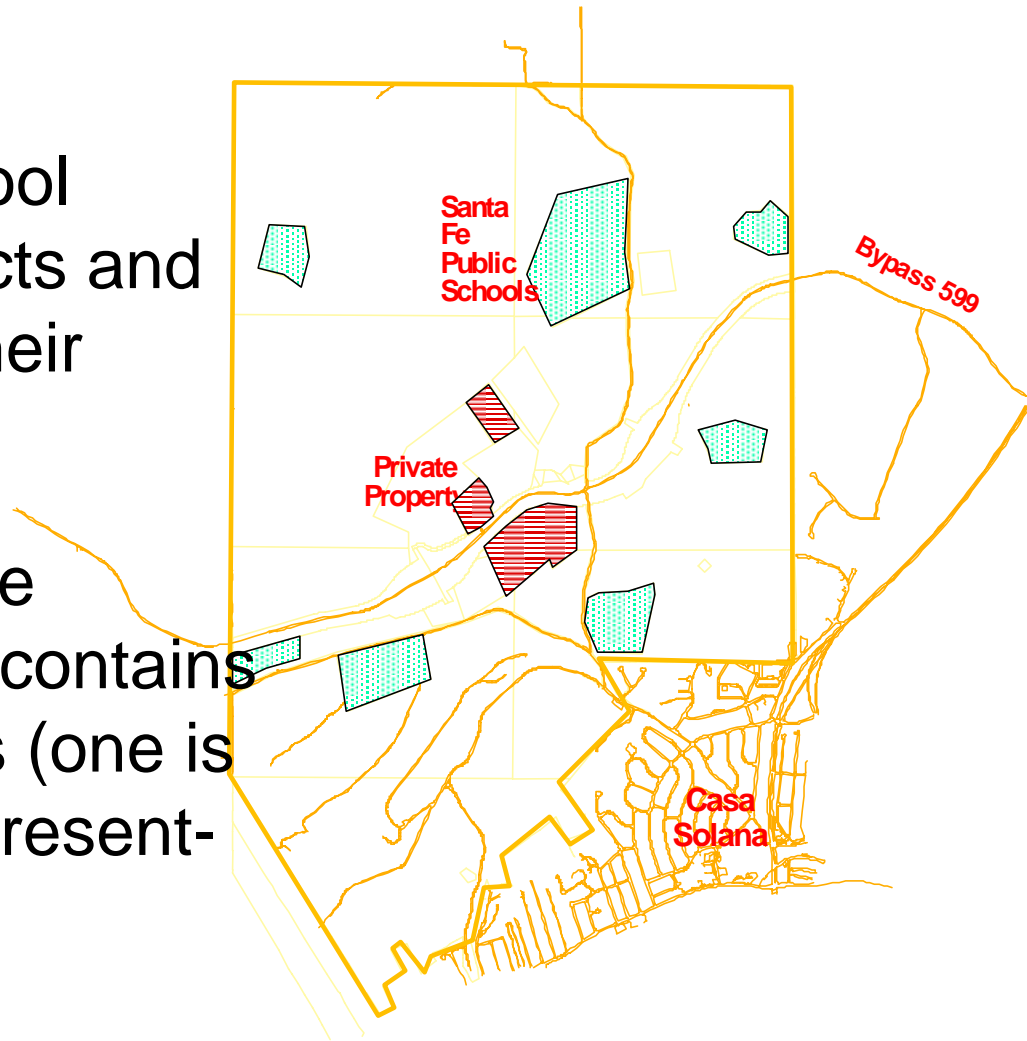 ool
cts and
heir
e
contains
s (one is
resent-
Santa
Fe
Public
Schools
Bypass 599
Private
Property
Casa
Solana